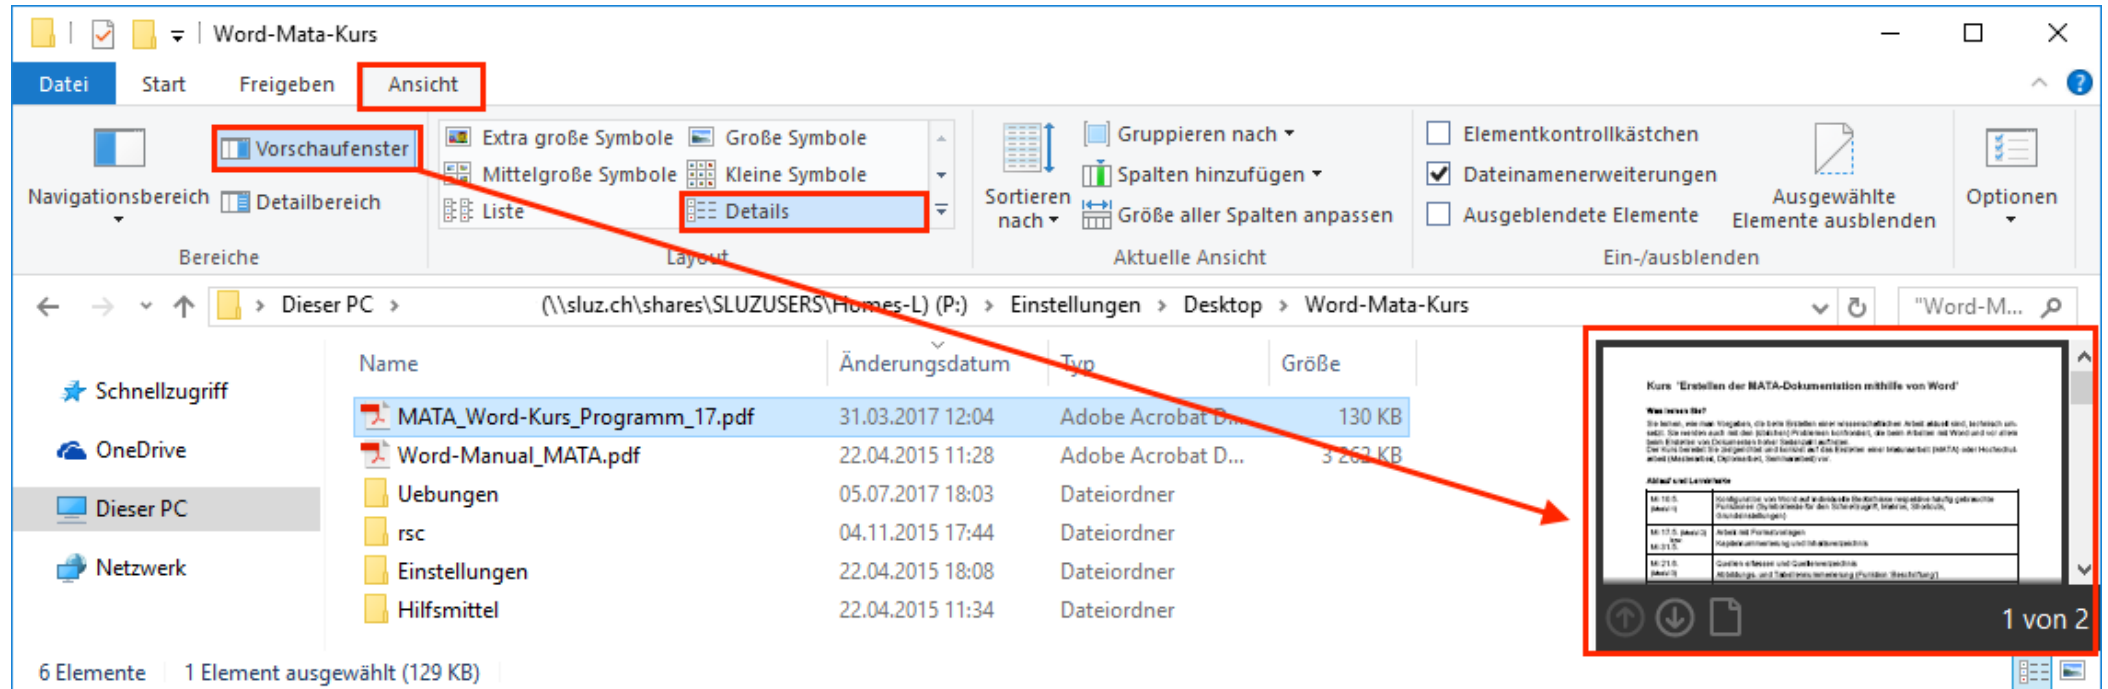 Word-Mata-Kurs
Datei Start Freigeben Ansicht
Navigationsbereich
Vorschaufenster
Detailbereich
Bereiche
Extra große Symbole Große Symbole
Mittelgroße Symbole Kleine Symbole
Liste Details
Layout
Sortieren nach
Gruppieren nach
Spalten hinzufügen
Größe aller Spalten anpassen
Aktuelle Ansicht
Elementkontrollkästchen
Dateinamenerweiterungen
Ausgeblendete Elemente
Ausgewählte
Elemente ausblenden
Ein-/ausblenden
Optionen
Dieser PC > (\\sluz.ch\shares\SLUZUSERS\Homes-L) (P:) > Einstellungen > Desktop > Word-Mata-Kurs
"Word-M...
Schnellzugriff
OneDrive
Dieser PC
Netzwerk
Name Änderungsdatum Typ Größe
MATA_Word-Kurs_Programm_17.pdf 31.03.2017 12:04 Adobe Acrobat D... 130 KB
Word-Manual_MATA.pdf 22.04.2015 11:28 Adobe Acrobat D... 3 262 KB
Uebungen 05.07.2017 18:03 Dateiordner
rsc 04.11.2015 17:44 Dateiordner
Einstellungen 22.04.2015 18:08 Dateiordner
Hilfsmittel 22.04.2015 11:34 Dateiordner
Kurs "Erstellen der MATA-Dokumentation mithilfe von Word"
Was lernen Sie?
1 von 2
6 Elemente 1 Element ausgewählt (129 KB)